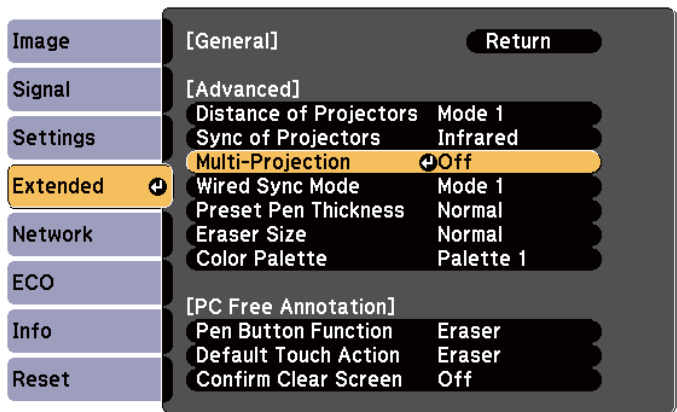 Image
Signal
Settings
Extended
Network
ECO
Info
Reset
[General] Return
[Advanced]
Distance of Projectors Mode 1
Sync of Projectors Infrared
Multi-Projection Off
Wired Sync Mode Mode 1
Preset Pen Thickness Normal
Eraser Size Normal
Color Palette Palette 1
[PC Free Annotation]
Pen Button Function Eraser
Default Touch Action Eraser
Confirm Clear Screen Off